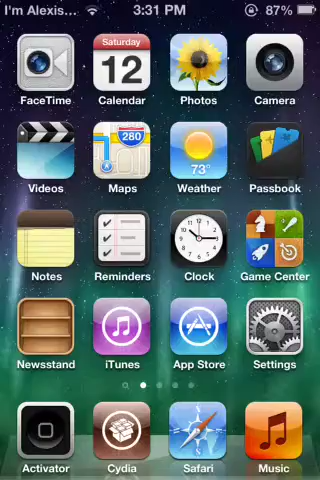 I'm Alexis... 3:31 PM 87%
Saturday
12
FaceTime Calendar Photos Camera
280
73°
Videos Maps Weather Passbook
Notes Reminders Clock Game Center
Newsstand iTunes App Store Settings
Activator Cydia Safari Music